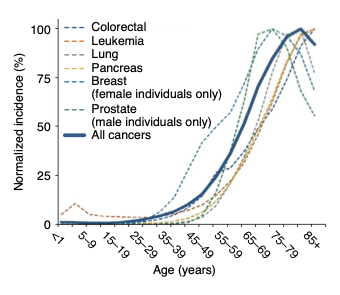 Normalized incidence (%)
100
75
50
25
0
Colorectal
Leukemia
Lung
Pancreas
Breast
(female individuals only)
Prostate
(male individuals only)
All cancers
<1
5–9
15–19
25–29
35–39
45–49
55–59
65–69
75–79
85+
Age (years)